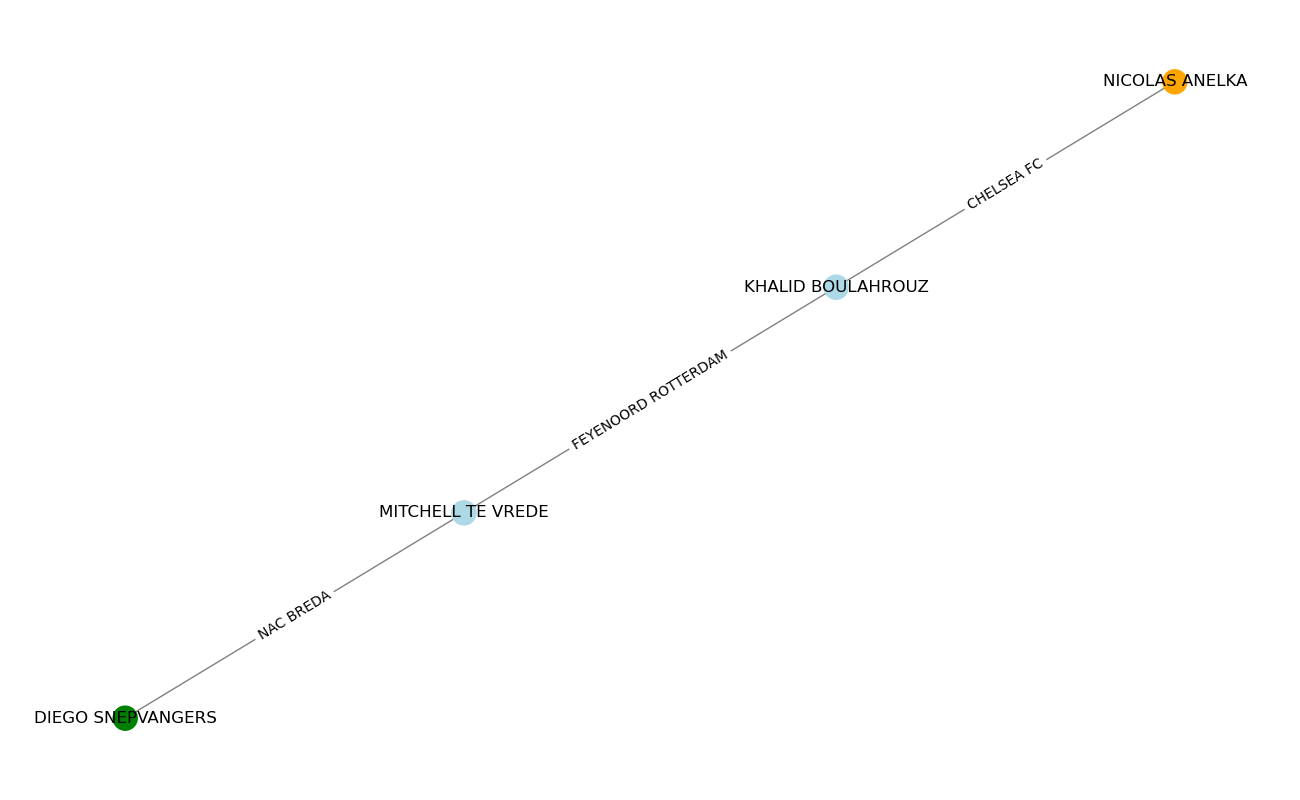 NICOLAS ANELKA
CHELSEA FC
KHALID BOULAHROUZ
FEYENOORD ROTTERDAM
MITCHELL TE VREDE
NAC BREDA
DIEGO SNEPVANGERS